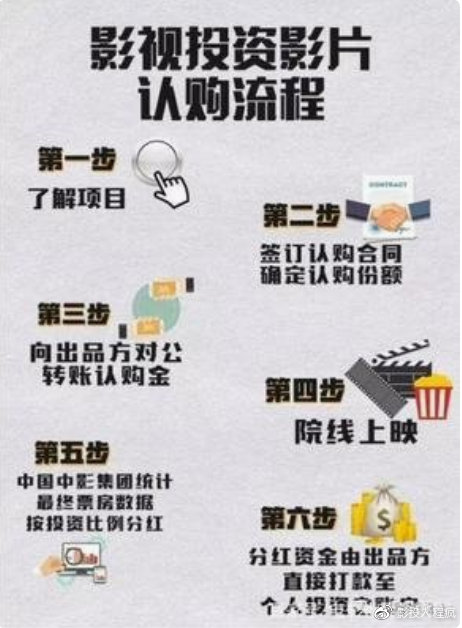 影视投资影片
认购流程
第一步
了解项目
CONTRACT
第二步
签订认购合同
确定认购份额
第三步
向出品方对公
转账认购金
第四步
院线上映
第五步
中国中影集团统计
最终票房数据
按投资比例分红
第六步
分红资金由出品方
直接打款至
个人投资